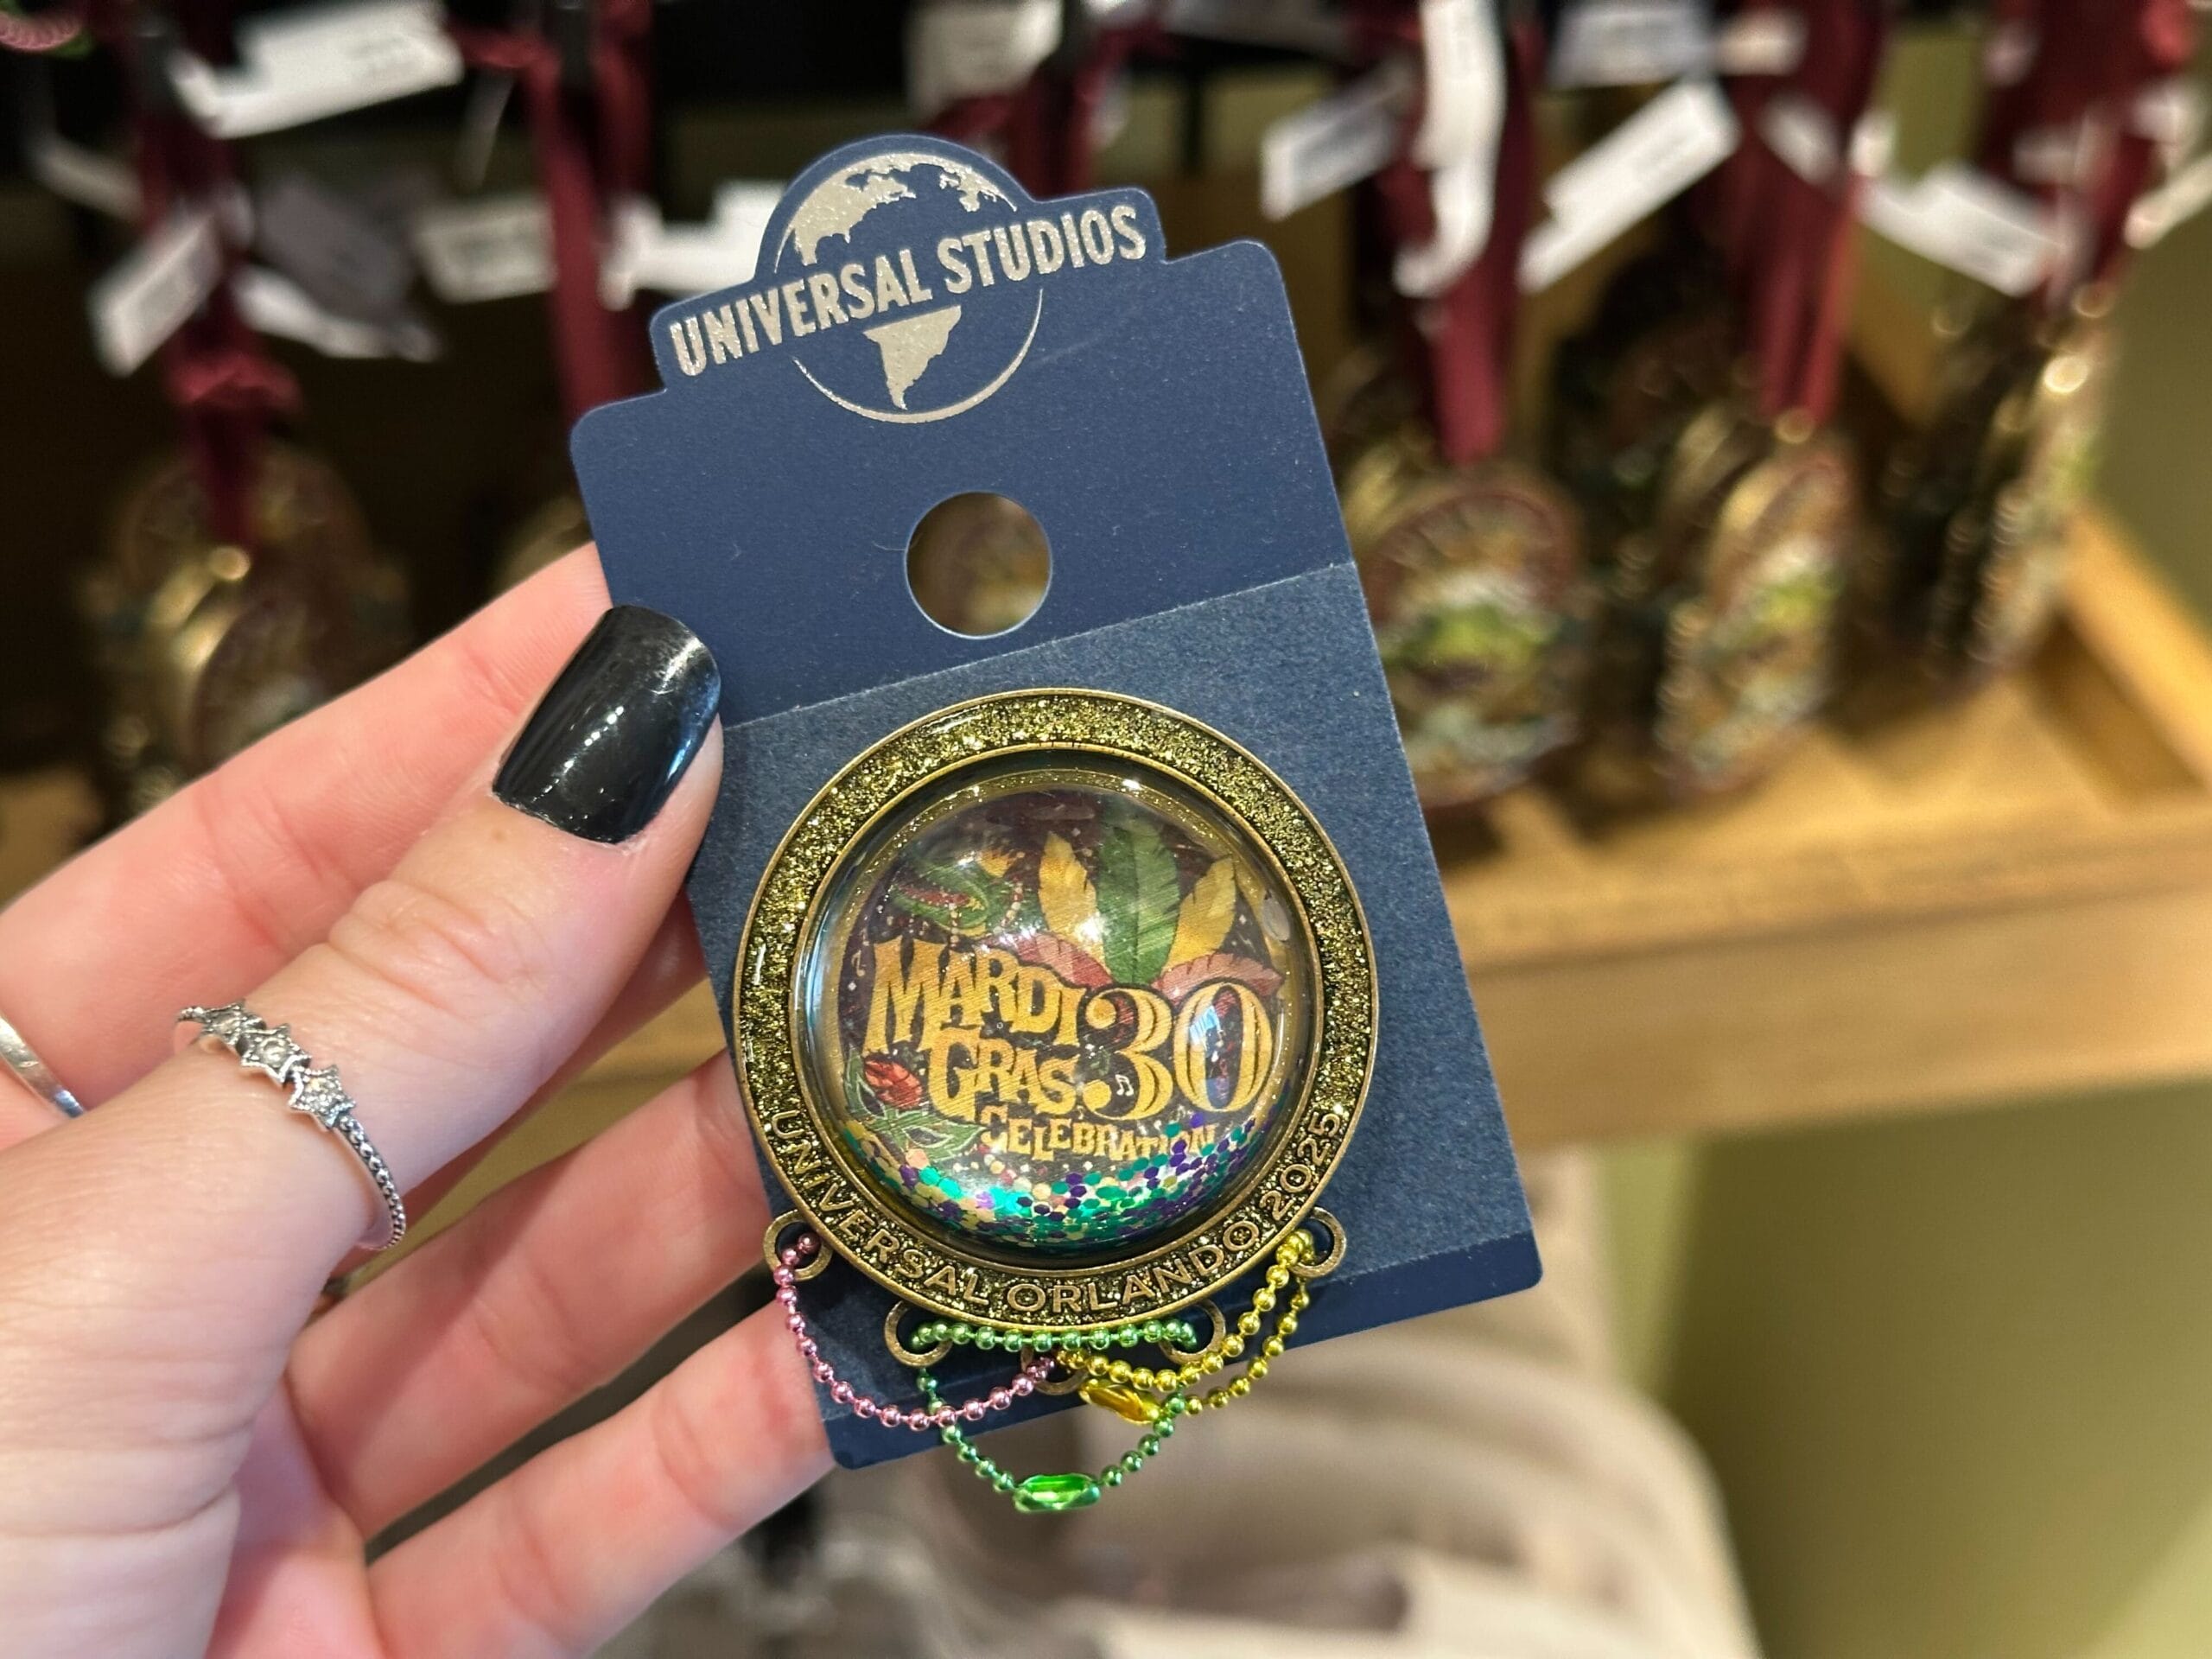 UNIVERSAL STUDIOS
MARDI
GRAS 30
CELEBRATION
UNIVERSAL ORLANDO 2025